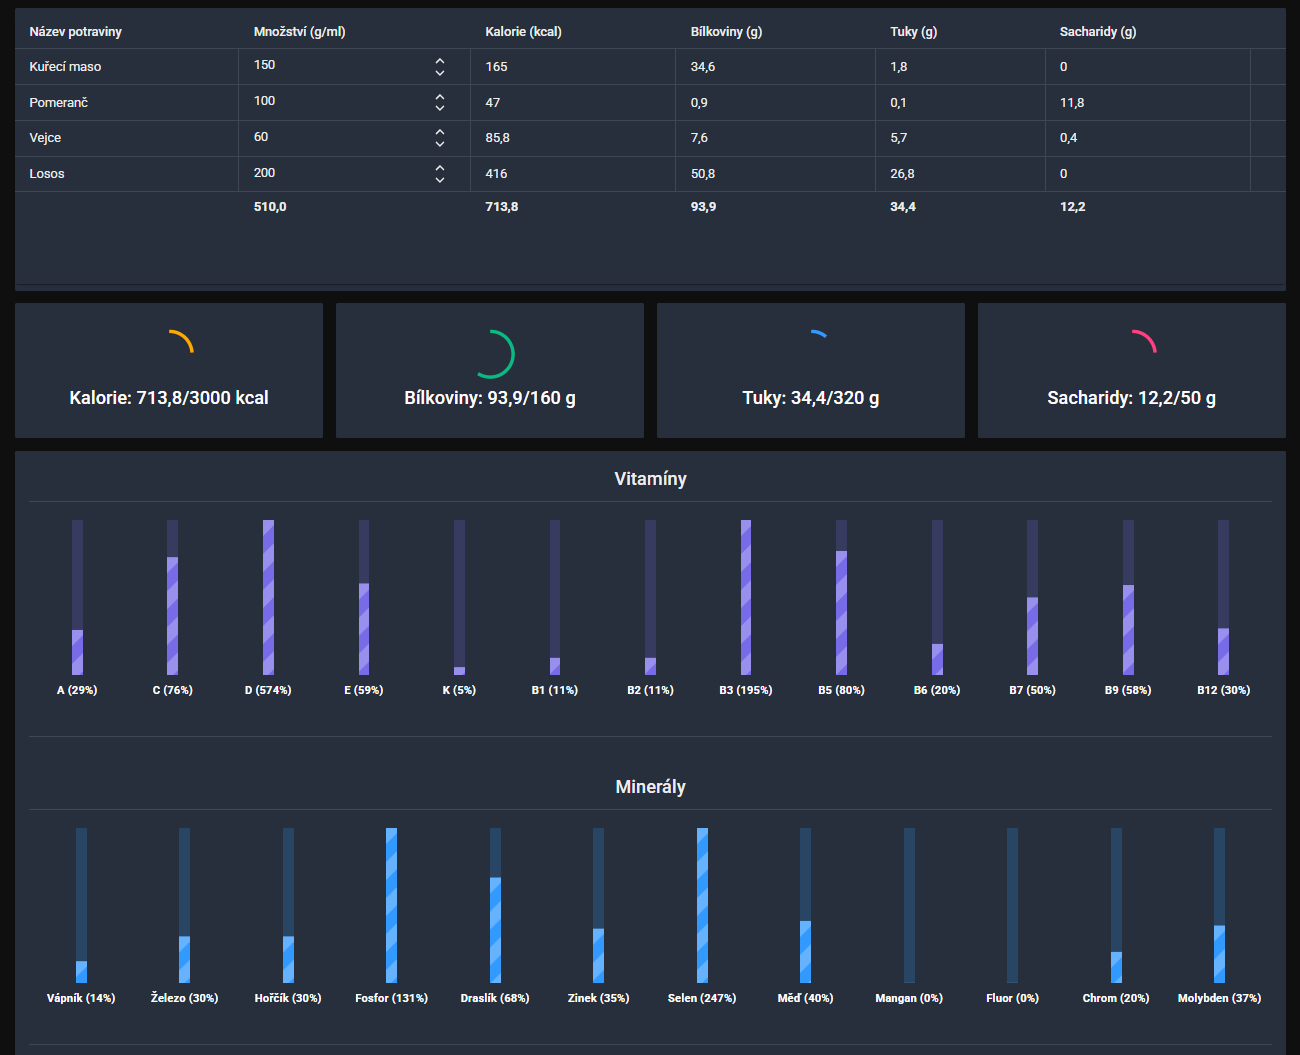 Název potraviny Množství (g/ml) Kalorie (kcal) Bílkoviny (g) Tuky (g) Sacharidy (g)
Kuřecí maso 150 165 34,6 1,8 0
Pomeranč 100 47 0,9 0,1 11,8
Vejce 60 85,8 7,6 5,7 0,4
Losos 200 416 50,8 26,8 0
510,0 713,8 93,9 34,4 12,2
Kalorie: 713,8/3000 kcal Bílkoviny: 93,9/160 g Tuky: 34,4/320 g Sacharidy: 12,2/50 g
Vitamíny
A (29%) C (76%) D (574%) E (59%) K (5%) B1 (11%) B2 (11%) B3 (195%) B5 (80%) B6 (20%) B7 (50%) B9 (58%) B12 (30%)
Minerály
Vápník (14%) Železo (30%) Hořčík (30%) Fosfor (131%) Draslík (68%) Zinek (35%) Selen (247%) Měď (40%) Mangan (0%) Fluor (0%) Chrom (20%) Molybden (37%)